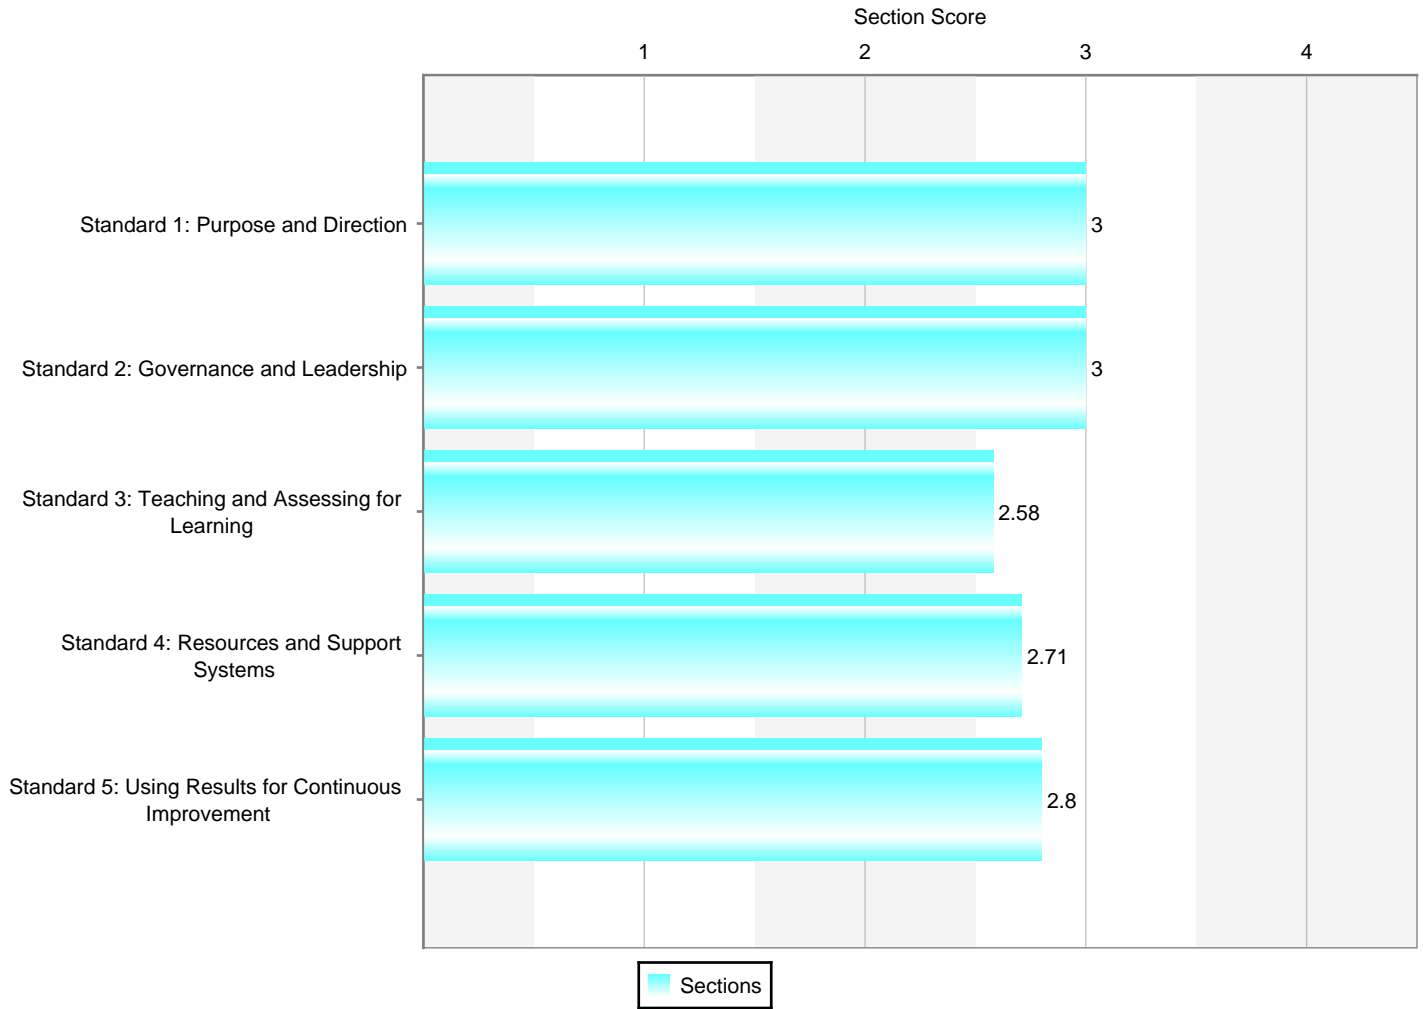 Section Score
1 2 3 4
Standard 1: Purpose and Direction
3
Standard 2: Governance and Leadership
3
Standard 3: Teaching and Assessing for
Learning
2.58
Standard 4: Resources and Support
Systems
2.71
Standard 5: Using Results for Continuous
Improvement
2.8
Sections